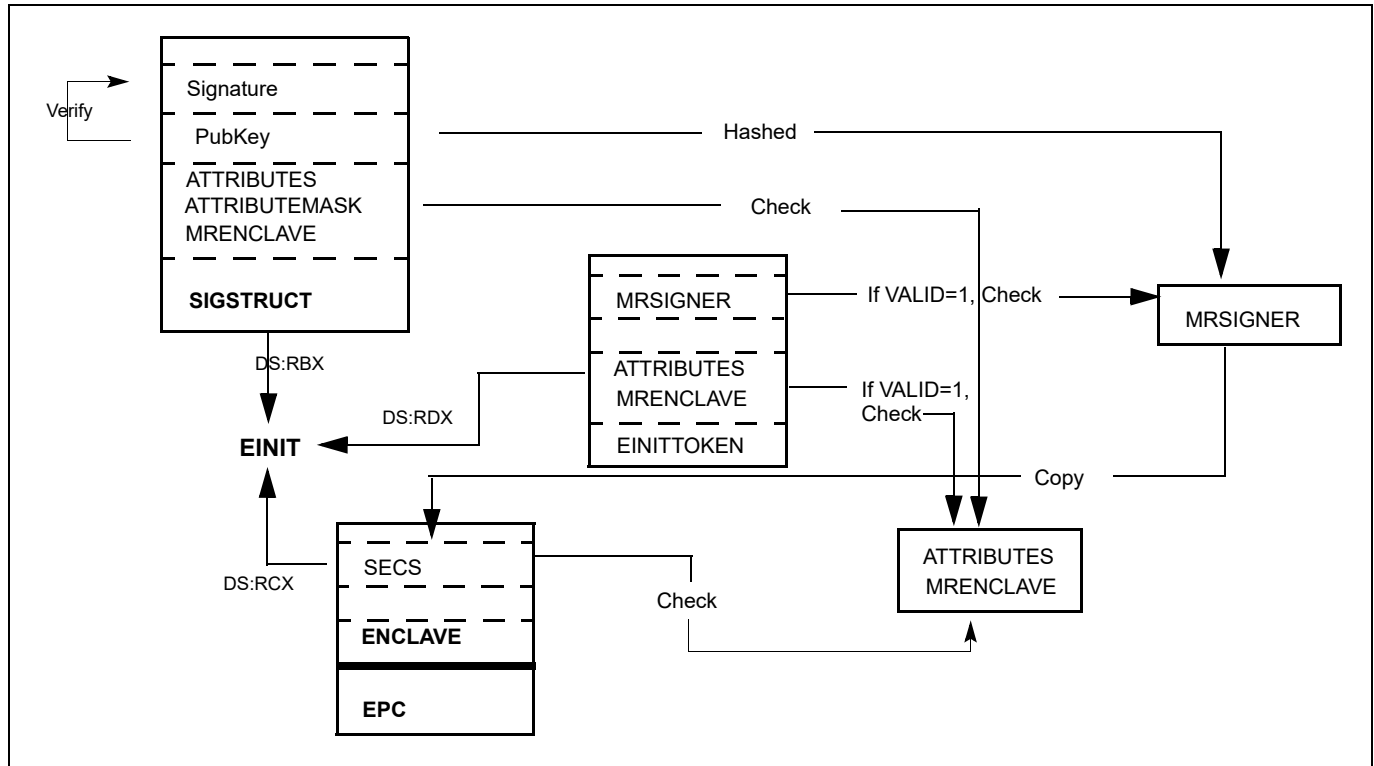 Signature
Verify
PubKey
Hashed
ATTRIBUTES
ATTRIBUTEMASK
MRENCLAVE
Check
SIGSTRUCT
MRSIGNER
If VALID=1, Check
MRSIGNER
DS:RBX
ATTRIBUTES
MRENCLAVE
If VALID=1,
Check
DS:RDX
EINIT
EINITTOKEN
Copy
SECS
DS:RCX
ATTRIBUTES
MRENCLAVE
Check
ENCLAVE
EPC